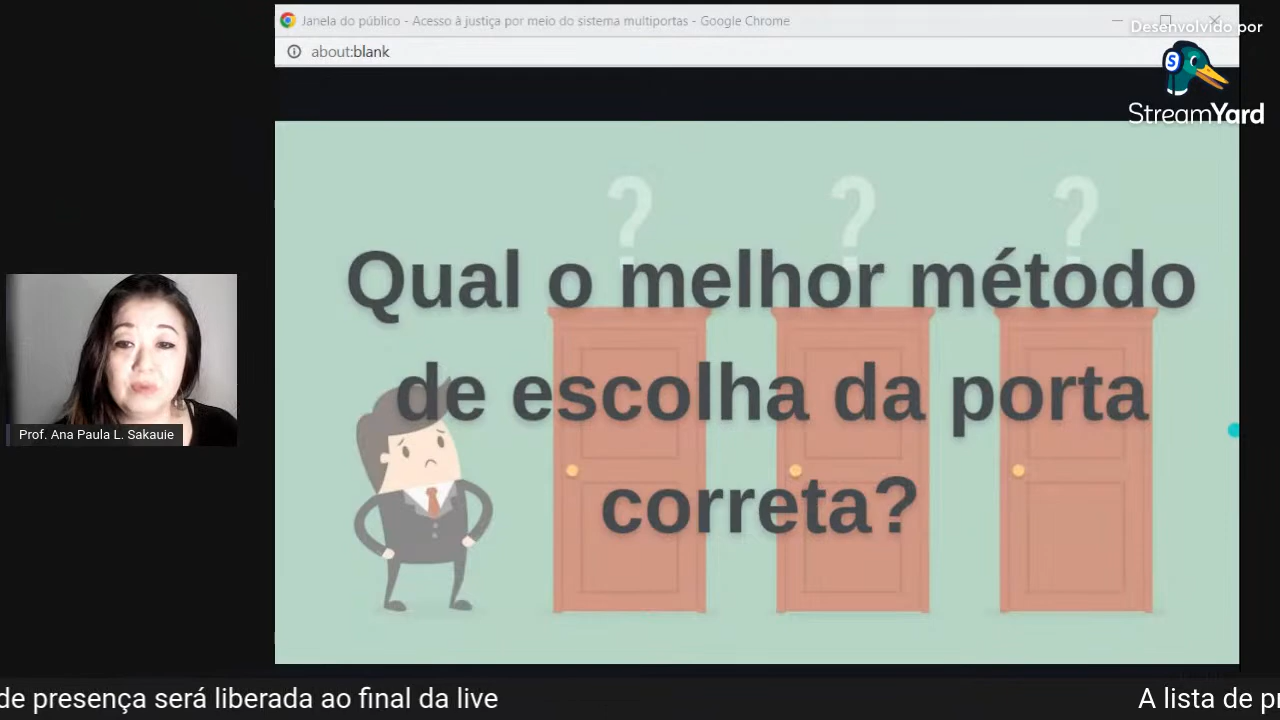 Janela do público - Acesso à justiça por meio do sistema multiportas - Google Chrome
about:blank
Desenvolvido por
S
StreamYard
? ? ?
Qual o melhor método
de escolha da porta
correta?
Prof. Ana Paula L. Sakauie
de presença será liberada ao final da live
A lista de